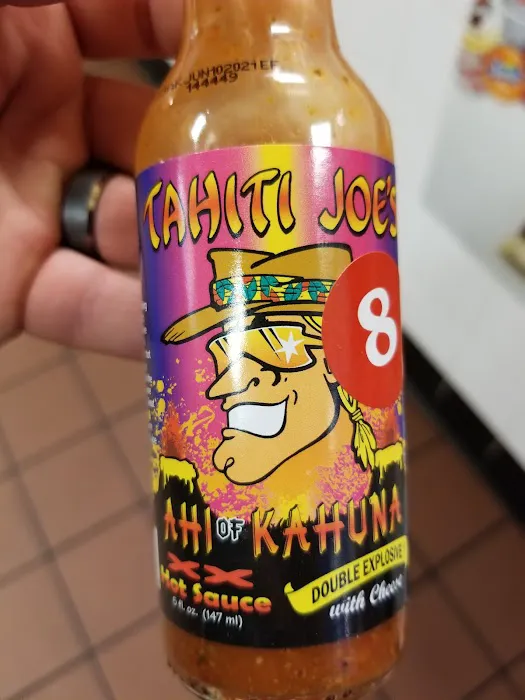 JUN102021EF
144449
TAHITI JOE'S
8
AHI OF KAHUNA
XX
Hot Sauce
DOUBLE EXPLOSIVE
with Cheese
5 fl. oz. (147 ml)